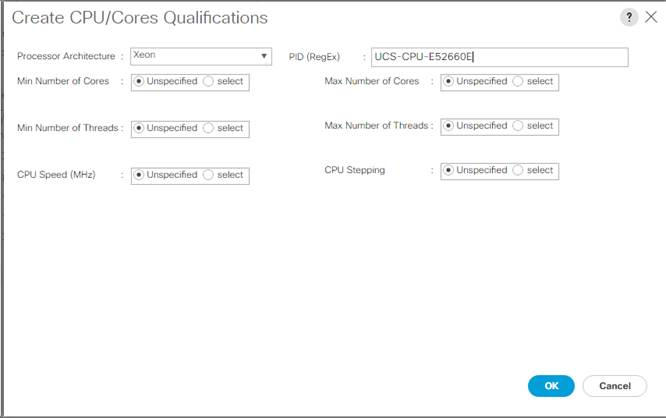 Create CPU/Cores Qualifications ? ×
Processor Architecture : Xeon PID (RegEx) : UCS-CPU-E52660E
Min Number of Cores : Unspecified select Max Number of Cores : Unspecified select
Min Number of Threads : Unspecified select Max Number of Threads : Unspecified select
CPU Speed (MHz) : Unspecified select CPU Stepping : Unspecified select
OK Cancel